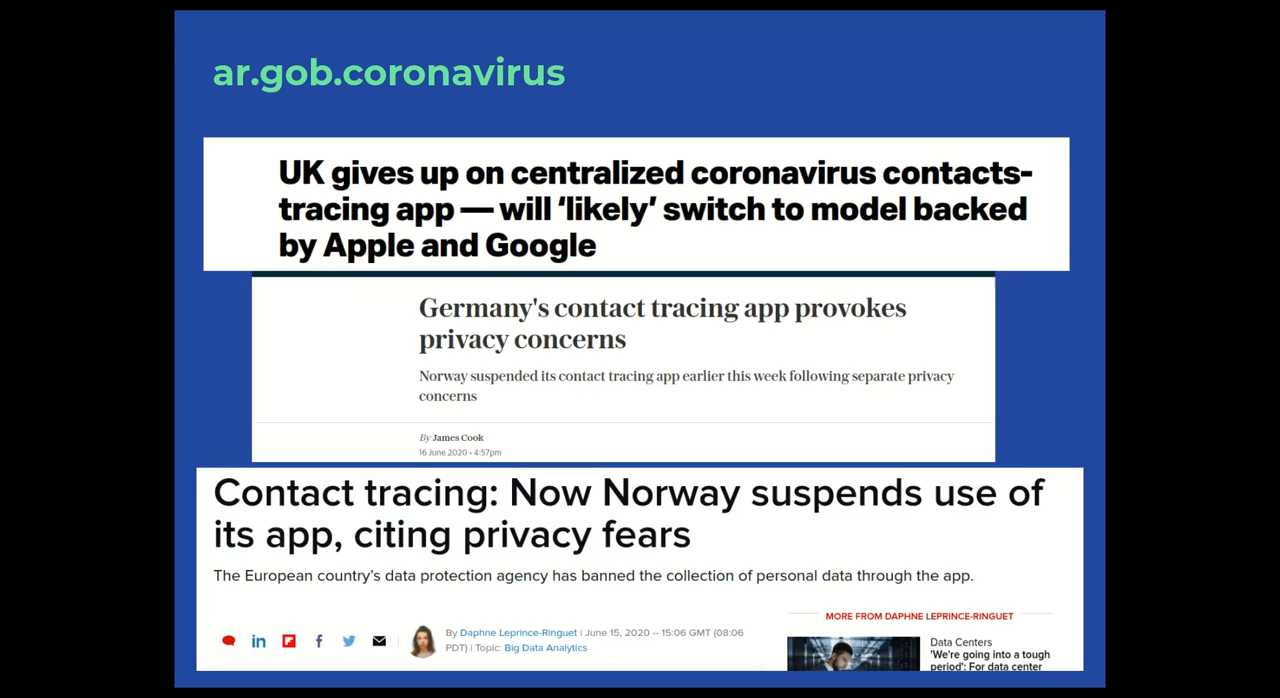 ar.gob.coronavirus
UK gives up on centralized coronavirus contacts-
tracing app — will ‘likely’ switch to model backed
by Apple and Google
Germany's contact tracing app provokes
privacy concerns
Norway suspended its contact tracing app earlier this week following separate privacy
concerns
By James Cook
16 June 2020 • 4:57pm
Contact tracing: Now Norway suspends use of
its app, citing privacy fears
The European country’s data protection agency has banned the collection of personal data through the app.
By Daphne Leprince-Ringuet | June 15, 2020 -- 15:06 GMT (08:06
PDT) | Topic: Big Data Analytics
MORE FROM DAPHNE LEPRINCE-RINGUET
Data Centers
'We're going into a tough
period': For data center